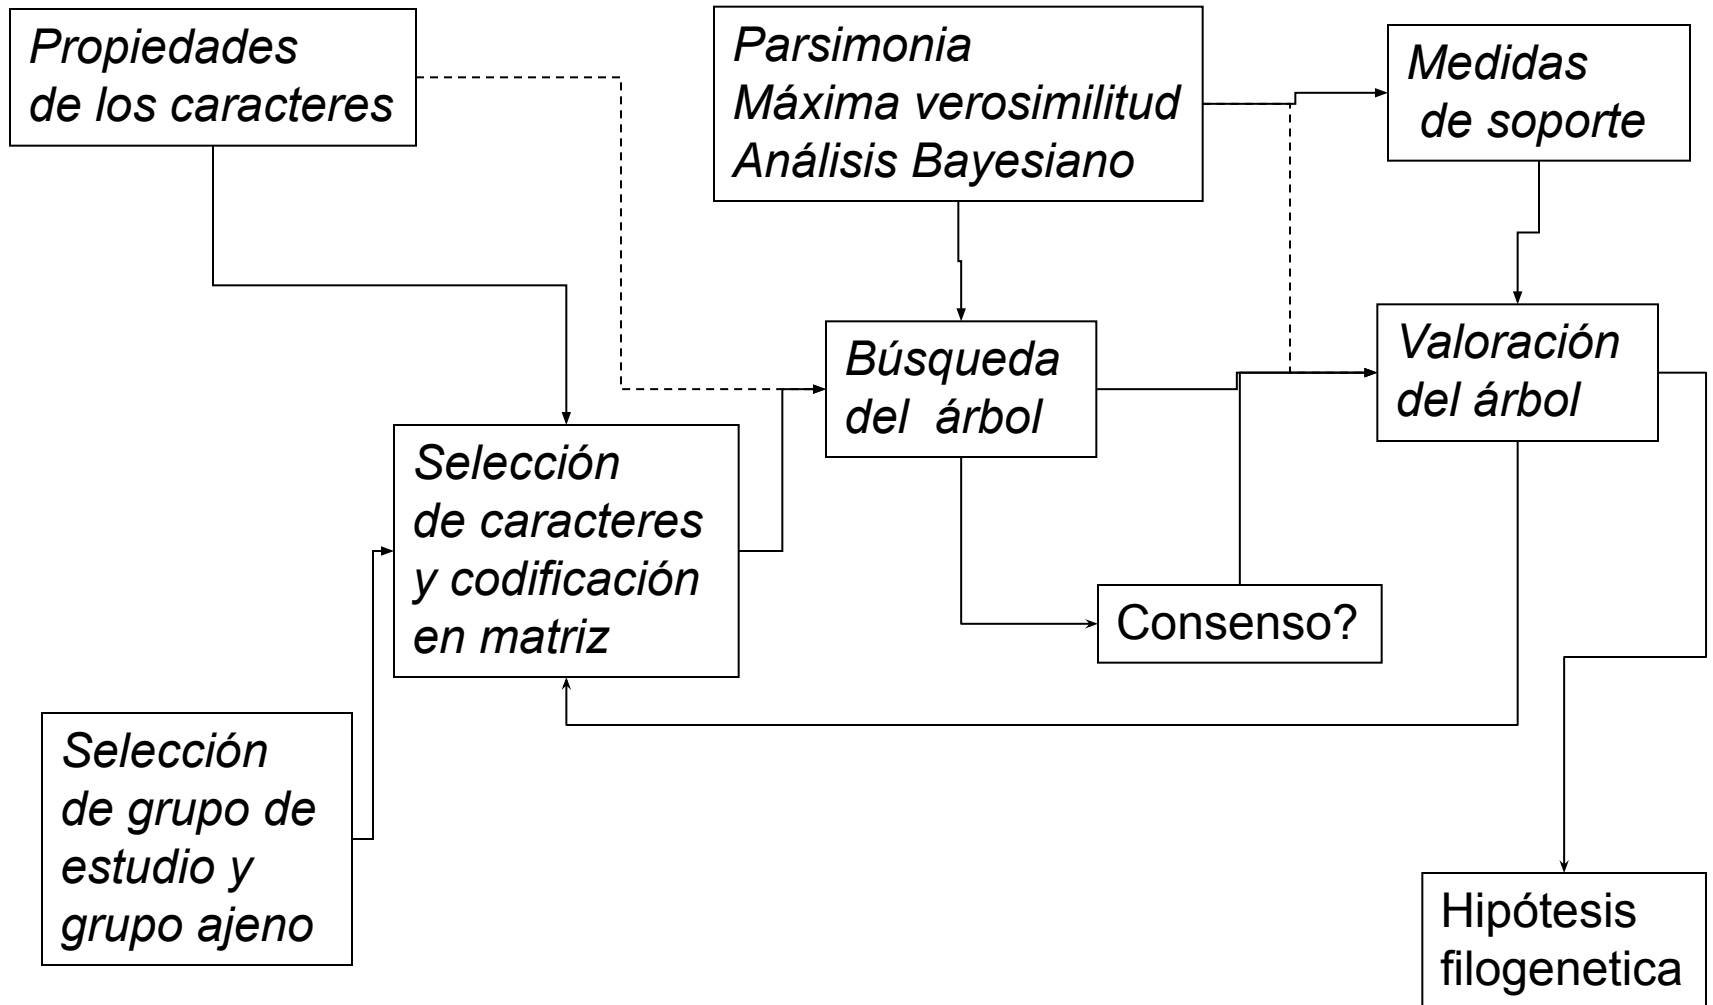 Propiedades
de los caracteres
Parsimonia
Máxima verosimilitud
Análisis Bayesiano
Medidas
de soporte
Búsqueda
del árbol
Valoración
del árbol
Selección
de caracteres
y codificación
en matriz
Consenso?
Selección
de grupo de
estudio y
grupo ajeno
Hipótesis
filogenetica